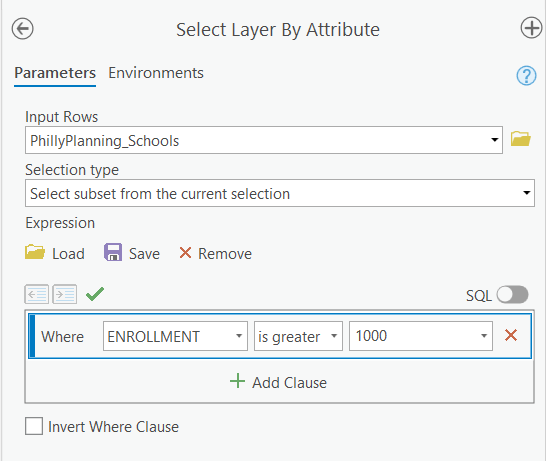 Select Layer By Attribute
Parameters Environments
Input Rows
PhillyPlanning_Schools
Selection type
Select subset from the current selection
Expression
Load Save Remove
SQL
Where ENROLLMENT is greater 1000
Add Clause
Invert Where Clause